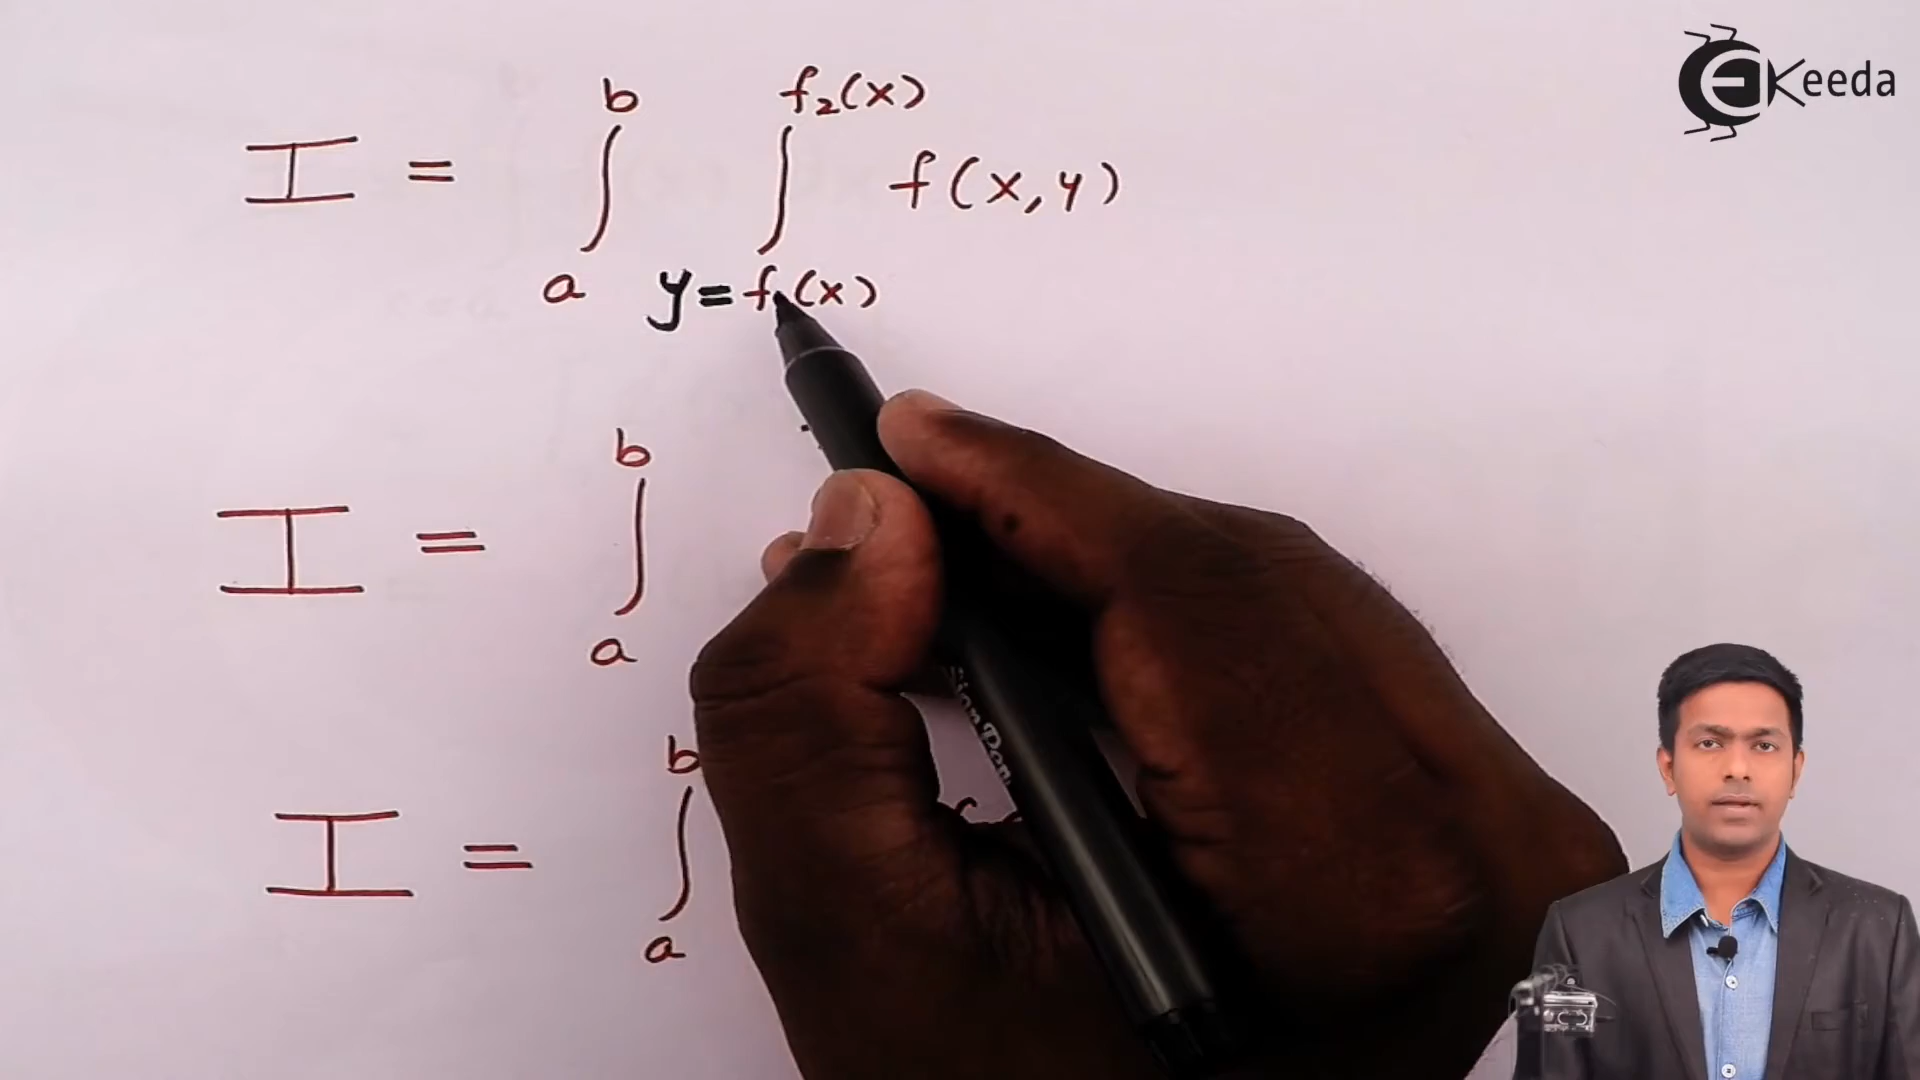 eKeeda
b f₂(x)
I = ∫ ∫ f(x,y)
a y = f₁(x)
b
I = ∫
a
b
I = ∫
a